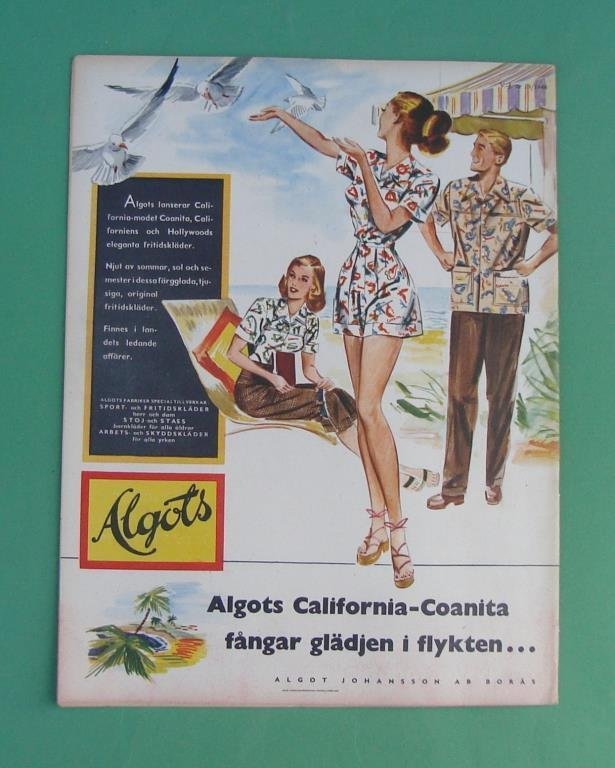 Algots lanserar Cali-
fornia-modet Coanita, Cali-
forniens och Hollywoods
eleganta fritidskläder.
Njut av sommar, sol och se-
mester i dessa färgglada, tju-
siga, original
fritidskläder.
Finnes i lan-
dets ledande
affärer.
ALGOTS FABRIKER SPECIALTILLVERKAR
SPORT- och FRITIDSKLÄDER
herr och dam
STOJ och STASS
barnkläder för alla åldrar
ARBETS- och SKYDDSKLÄDER
för alla yrken
Algots
Algots California-Coanita
fångar glädjen i flykten...
ALGOT JOHANSSON AB BORÅS